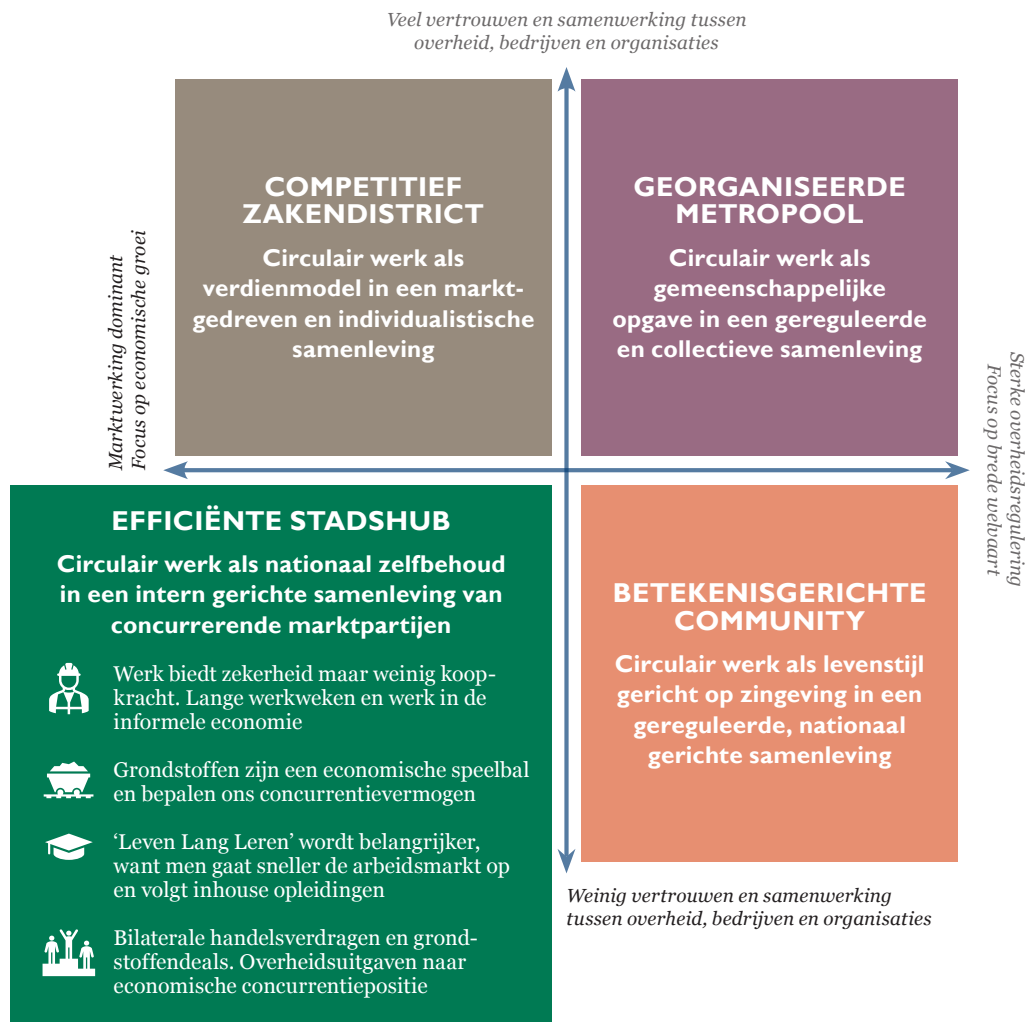 Veel vertrouwen en samenwerking tussen
overheid, bedrijven en organisaties
COMPETITIEF
ZAKENDISTRICT
Circulair werk als
verdienmodel in een markt-
gedreven en individualistische
samenleving
GEORGANISEERDE
METROPOOL
Circulair werk als
gemeenschappelijke
opgave in een gereguleerde
en collectieve samenleving
Marktwerking dominant
Focus op economische groei
Sterke overheidsregulering
Focus op brede welvaart
EFFICIËNTE STADSHUB
Circulair werk als nationaal zelfbehoud
in een intern gerichte samenleving van
concurrerende marktpartijen
Werk biedt zekerheid maar weinig koop-
kracht. Lange werkweken en werk in de
informele economie
Grondstoffen zijn een economische speelbal
en bepalen ons concurrentievermogen
‘Leven Lang Leren’ wordt belangrijker,
want men gaat sneller de arbeidsmarkt op
en volgt inhouse opleidingen
Bilaterale handelsverdragen en grond-
stoffendeals. Overheidsuitgaven naar
economische concurrentiepositie
BETEKENISGERICHTE
COMMUNITY
Circulair werk als levenstijl
gericht op zingeving in een
gereguleerde, nationaal
gerichte samenleving
Weinig vertrouwen en samenwerking
tussen overheid, bedrijven en organisaties